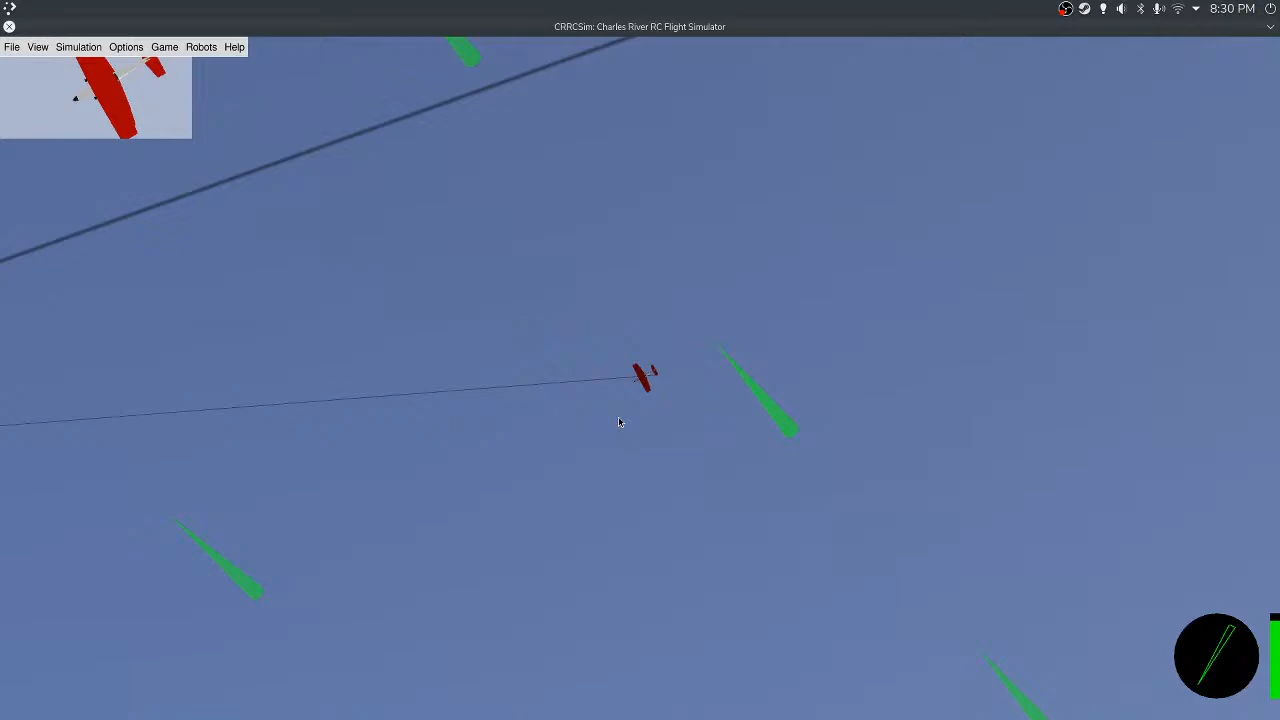 8:30 PM
CRRCSim: Charles River RC Flight Simulator
File View Simulation Options Game Robots Help